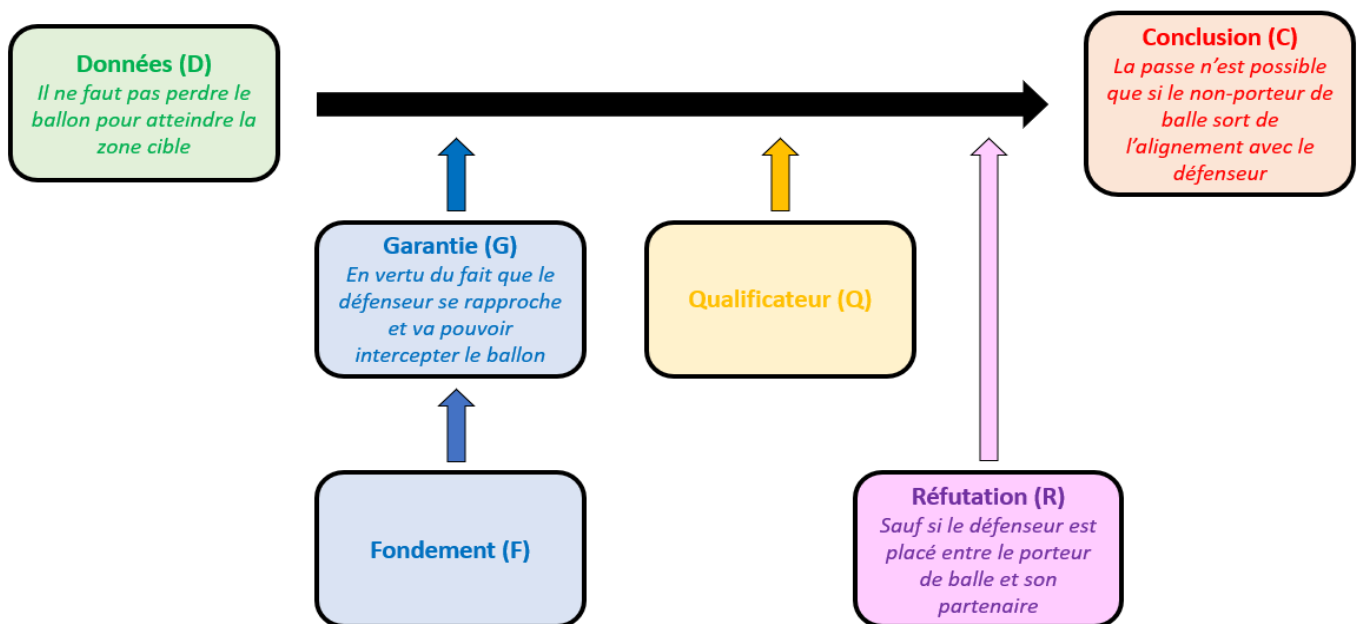 Données (D)
Il ne faut pas perdre le
ballon pour atteindre la
zone cible
Conclusion (C)
La passe n’est possible
que si le non-porteur de
balle sort de
l’alignement avec le
défenseur
Garantie (G)
En vertu du fait que le
défenseur se rapproche
et va pouvoir
intercepter le ballon
Qualificateur (Q)
Fondement (F)
Réfutation (R)
Sauf si le défenseur est
placé entre le porteur
de balle et son
partenaire